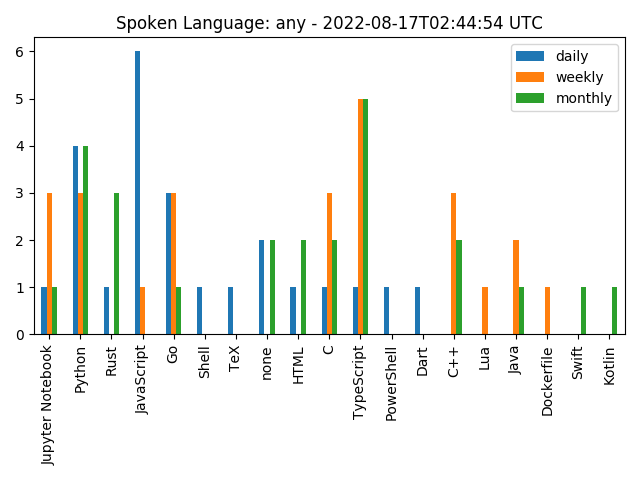 Spoken Language: any - 2022-08-17T02:44:54 UTC
daily
weekly
monthly
6
5
4
3
2
1
0
Jupyter Notebook
Python
Rust
JavaScript
Go
Shell
TeX
none
HTML
C
TypeScript
PowerShell
Dart
C++
Lua
Java
Dockerfile
Swift
Kotlin